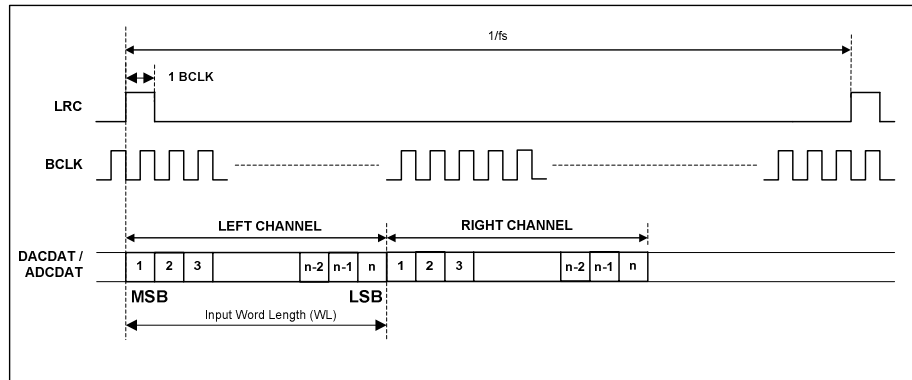 1/fs
1 BCLK
LRC
BCLK
LEFT CHANNEL
RIGHT CHANNEL
DACDAT /
ADCDAT
1 2 3 n-2 n-1 n 1 2 3 n-2 n-1 n
MSB LSB
Input Word Length (WL)